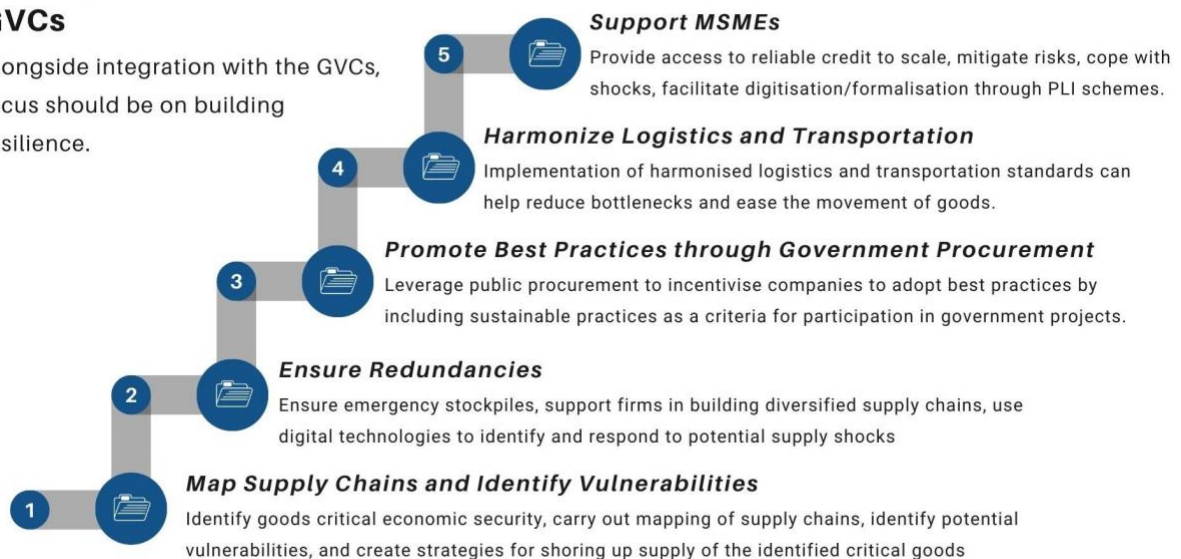 GVCs
ongside integration with the GVCs,
cus should be on building
silience.
5
Support MSMEs
Provide access to reliable credit to scale, mitigate risks, cope with
shocks, facilitate digitisation/formalisation through PLI schemes.
4
Harmonize Logistics and Transportation
Implementation of harmonised logistics and transportation standards can
help reduce bottlenecks and ease the movement of goods.
3
Promote Best Practices through Government Procurement
Leverage public procurement to incentivise companies to adopt best practices by
including sustainable practices as a criteria for participation in government projects.
2
Ensure Redundancies
Ensure emergency stockpiles, support firms in building diversified supply chains, use
digital technologies to identify and respond to potential supply shocks
1
Map Supply Chains and Identify Vulnerabilities
Identify goods critical economic security, carry out mapping of supply chains, identify potential
vulnerabilities, and create strategies for shoring up supply of the identified critical goods